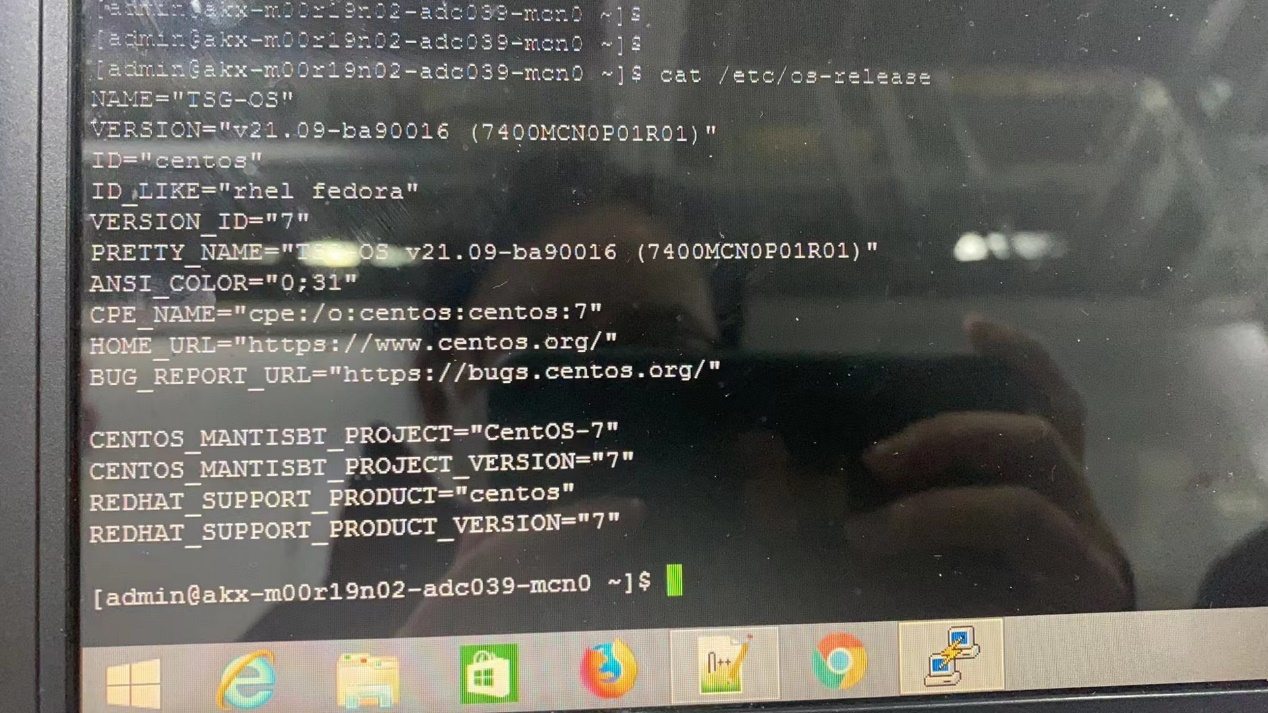 [admin@akx-m00r19n02-adc039-mcn0 ~]$
[admin@akx-m00r19n02-adc039-mcn0 ~]$
[admin@akx-m00r19n02-adc039-mcn0 ~]$ cat /etc/os-release
NAME="TSG-OS"
VERSION="v21.09-ba90016 (7400MCN0P01R01)"
ID="centos"
ID_LIKE="rhel fedora"
VERSION_ID="7"
PRETTY_NAME="TSG-OS v21.09-ba90016 (7400MCN0P01R01)"
ANSI_COLOR="0;31"
CPE_NAME="cpe:/o:centos:centos:7"
HOME_URL="https://www.centos.org/"
BUG_REPORT_URL="https://bugs.centos.org/"
CENTOS_MANTISBT_PROJECT="CentOS-7"
CENTOS_MANTISBT_PROJECT_VERSION="7"
REDHAT_SUPPORT_PRODUCT="centos"
REDHAT_SUPPORT_PRODUCT_VERSION="7"
[admin@akx-m00r19n02-adc039-mcn0 ~]$
n++